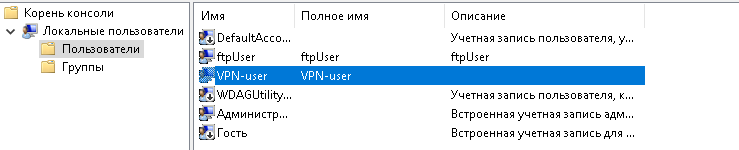 Корень консоли
Локальные пользователи
Пользователи
Группы
Имя Полное имя Описание
DefaultAcco... Учетная запись пользователя, у...
ftpUser ftpUser ftpUser
VPN-user VPN-user
WDAGUtility... Учетная запись пользователя, к...
Администр... Встроенная учетная запись адм...
Гость Встроенная учетная запись для ...